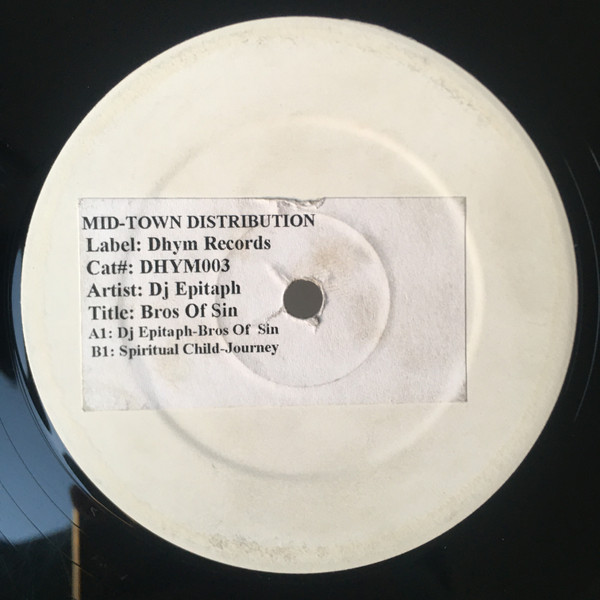 MID-TOWN DISTRIBUTION
Label: Dhym Records
Cat#: DHYM003
Artist: Dj Epitaph
Title: Bros Of Sin
A1: Dj Epitaph-Bros Of Sin
B1: Spiritual Child-Journey